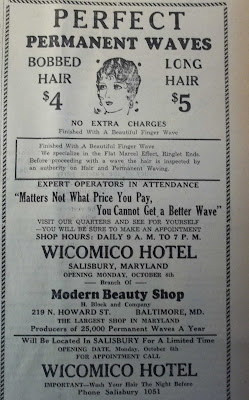 PERFECT
PERMANENT WAVES
BOBBED HAIR $4
LONG HAIR $5
NO EXTRA CHARGES
Finished With A Beautiful Finger Wave
Finished With A Beautiful Finger Wave
We specialize in the Flat Marcel Effect, Ringlet Ends.
Before proceeding with a wave the hair is inspected by
an authority on Hair and Permanent Waving.
EXPERT OPERATORS IN ATTENDANCE
"Matters Not What Price You Pay,
You Cannot Get a Better Wave"
VISIT OUR QUARTERS AND SEE FOR YOURSELF—
—YOU WILL BE SURE TO MAKE AN APPOINTMENT
SHOP HOURS: DAILY 9 A. M. TO 7 P. M.
WICOMICO HOTEL
SALISBURY, MARYLAND
OPENING MONDAY, OCTOBER 6th
— Branch Of —
Modern Beauty Shop
H. Block and Company
219 N. HOWARD ST. BALTIMORE, MD.
THE LARGEST SHOP IN MARYLAND
Producers of 25,000 Permanent Waves A Year
Will Be Located In SALISBURY For A Limited Time
OPENING DATE, Monday, October 6th
FOR APPOINTMENT CALL
WICOMICO HOTEL
IMPORTANT—Wash Your Hair The Night Before
Phone Salisbury 1051